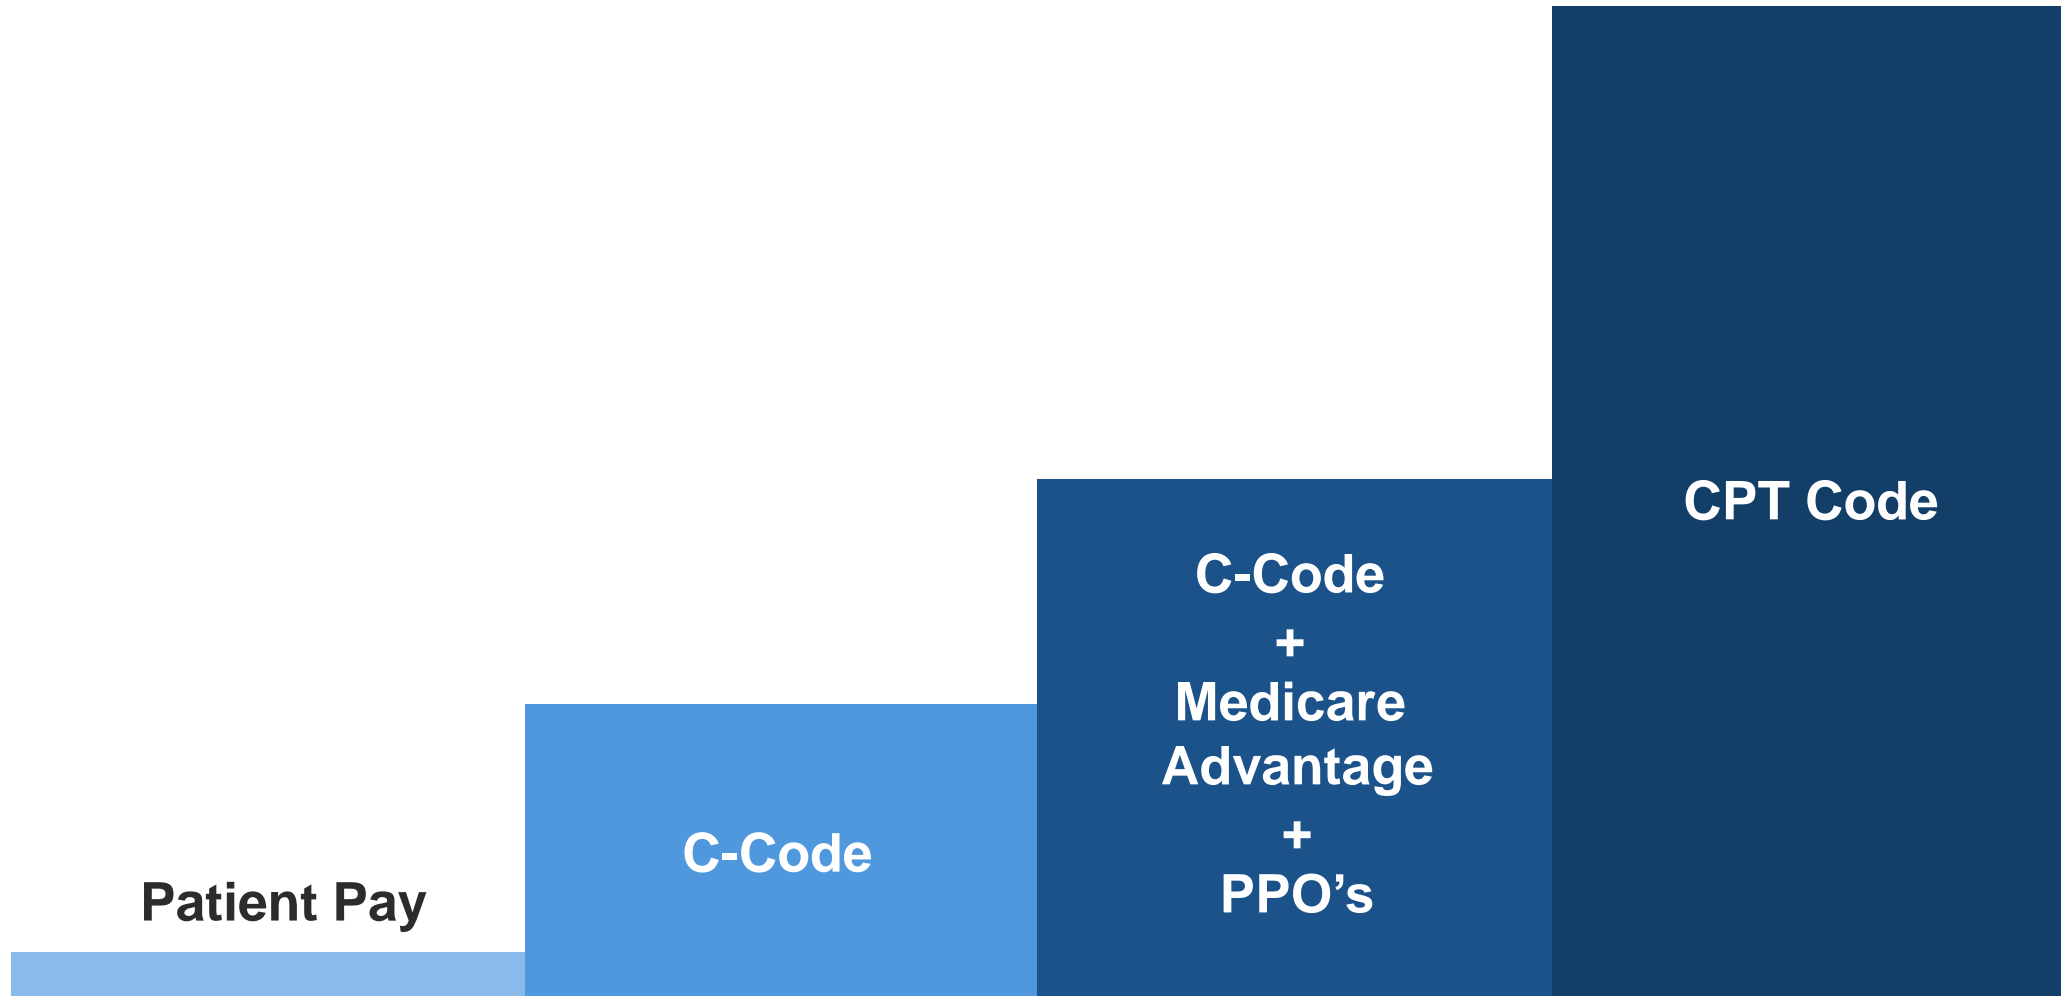 Patient Pay
C-Code
C-Code
+
Medicare
Advantage
+
PPO’s
CPT Code